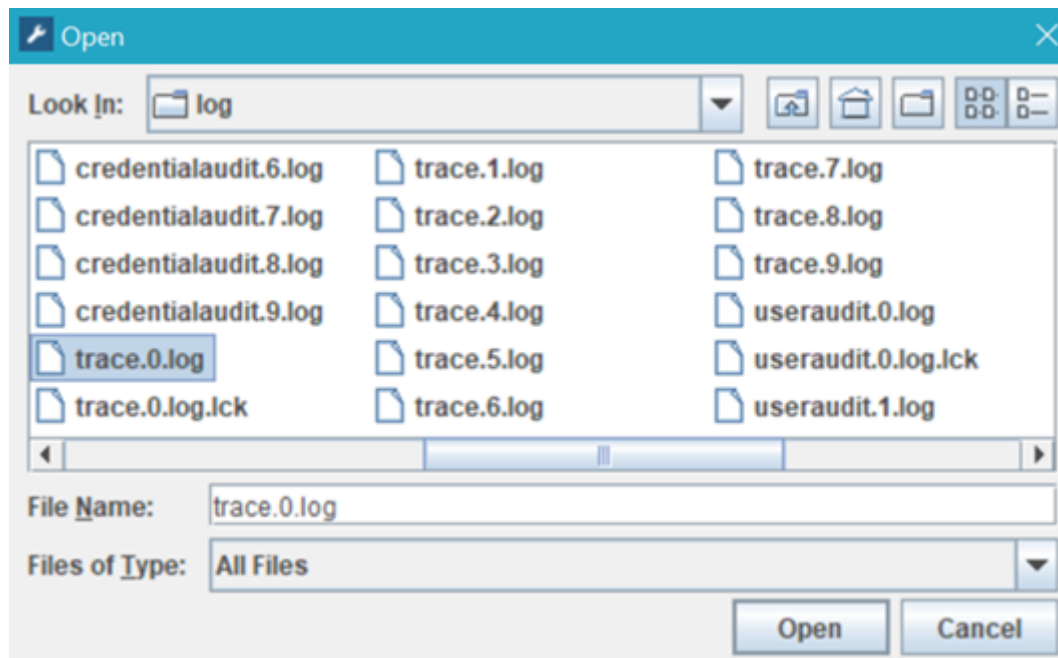 Open
Look In: log
credentialaudit.6.log trace.1.log trace.7.log
credentialaudit.7.log trace.2.log trace.8.log
credentialaudit.8.log trace.3.log trace.9.log
credentialaudit.9.log trace.4.log useraudit.0.log
trace.0.log trace.5.log useraudit.0.log.lck
trace.0.log.lck trace.6.log useraudit.1.log
File Name: trace.0.log
Files of Type: All Files
Open Cancel